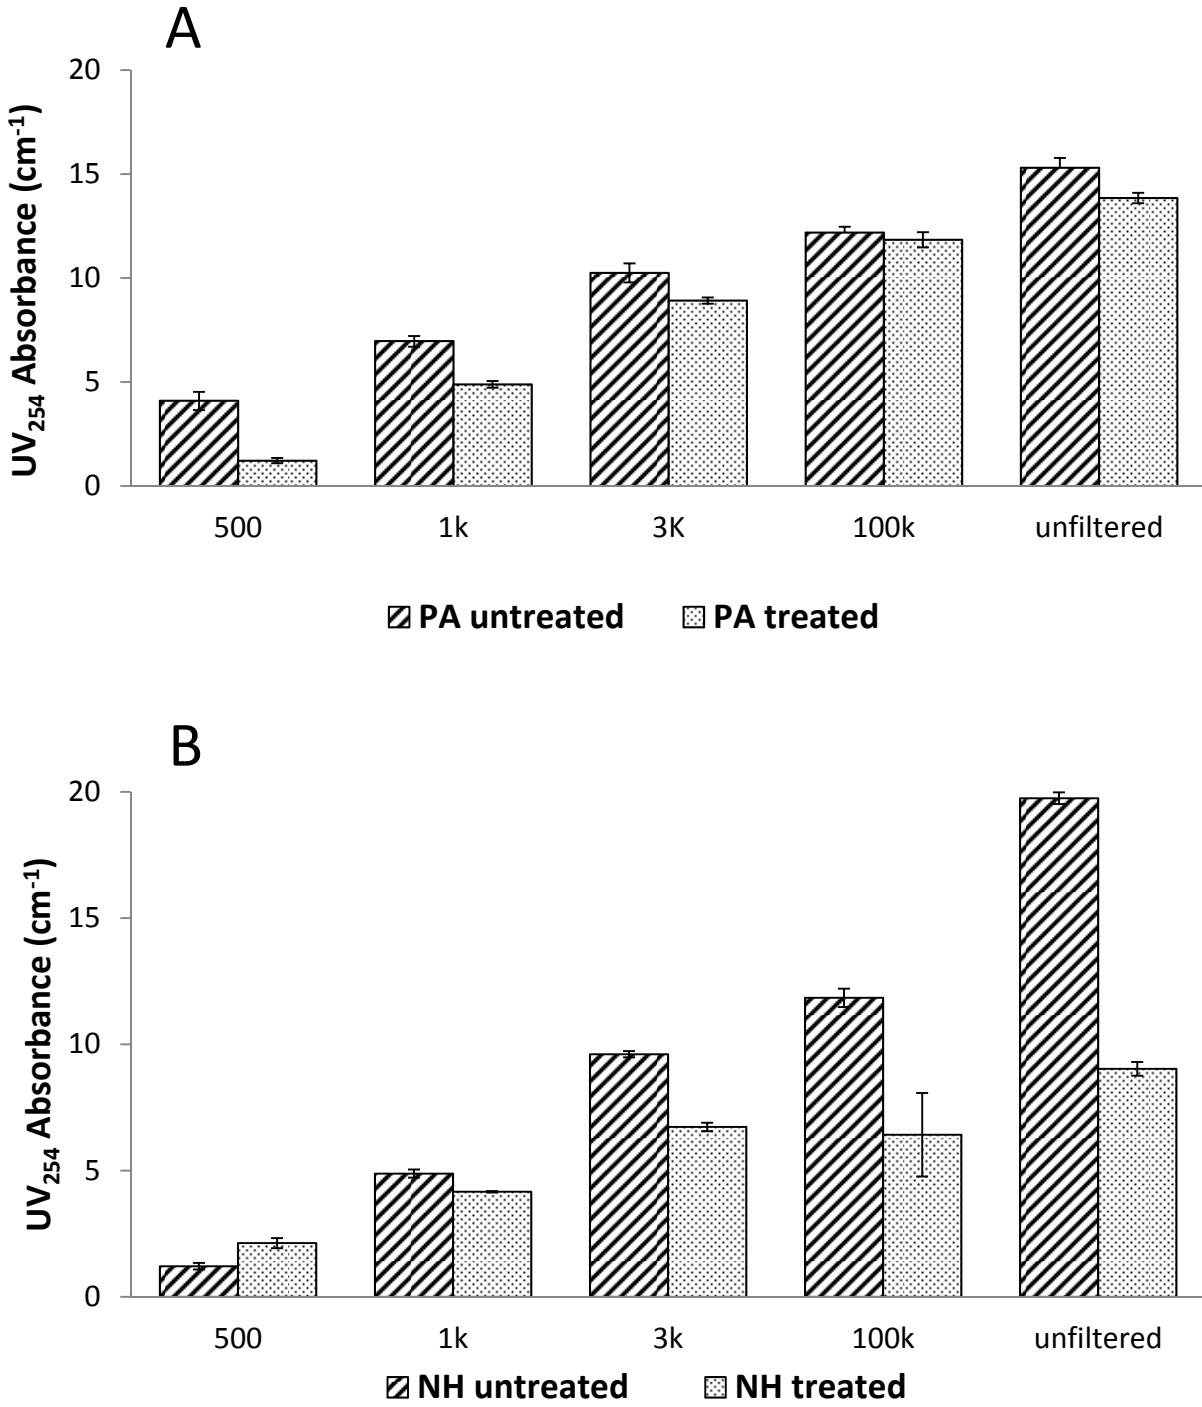 A
20
15
10
5
0
UV254 Absorbance (cm-1)
500 1k 3K 100k unfiltered
PA untreated PA treated
B
20
15
10
5
0
UV254 Absorbance (cm-1)
500 1k 3k 100k unfiltered
NH untreated NH treated